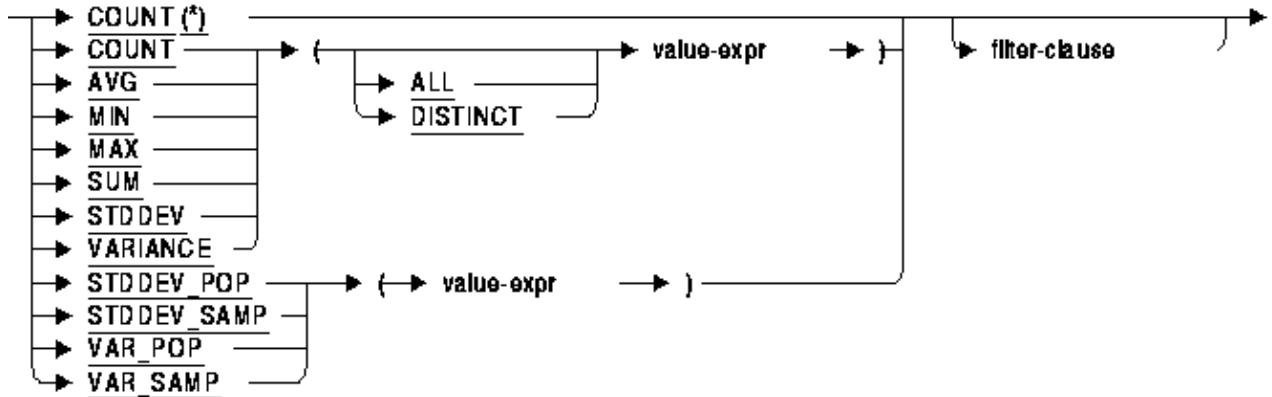 COUNT (*)
COUNT ( value-expr ) filter-clause
AVG ALL
MIN DISTINCT
MAX
SUM
STDDEV
VARIANCE
STDDEV_POP ( value-expr )
STDDEV_SAMP
VAR_POP
VAR_SAMP